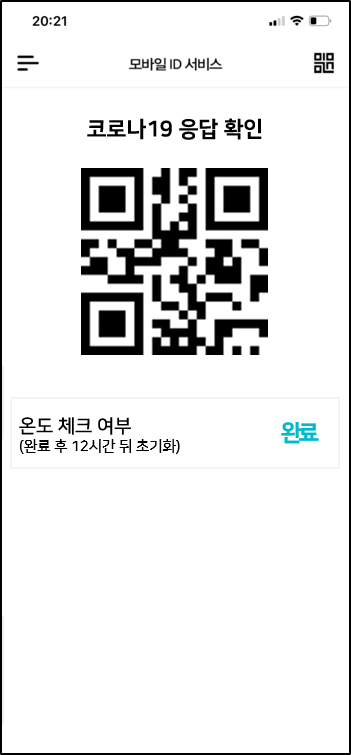 20:21
모바일 ID 서비스
코로나19 응답 확인
온도 체크 여부
(완료 후 12시간 뒤 초기화)
완료